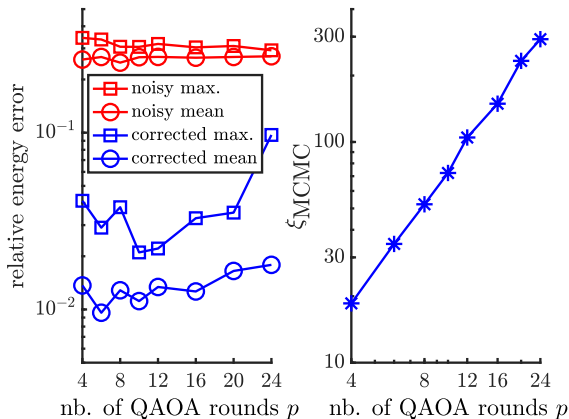 relative energy error
10⁻¹
10⁻²
noisy max.
noisy mean
corrected max.
corrected mean
4 8 12 16 20 24
nb. of QAOA rounds p
ξMCMC
300
100
30
10
4 8 12 16 24
nb. of QAOA rounds p